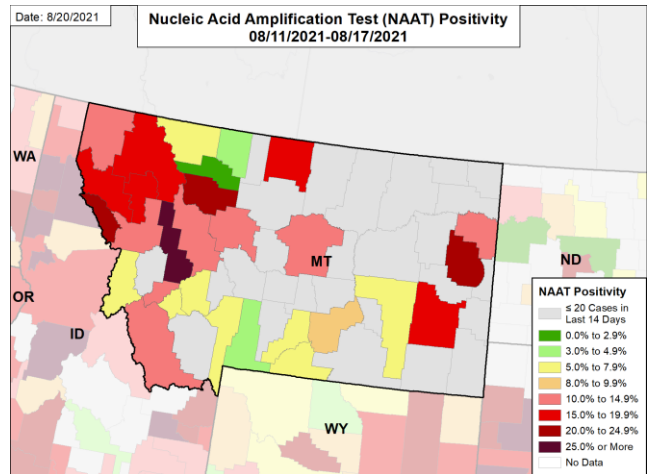 Date: 8/20/2021
Nucleic Acid Amplification Test (NAAT) Positivity
08/11/2021-08/17/2021
WA
MT
ND
OR
ID
WY
NAAT Positivity
≤ 20 Cases in
Last 14 Days
0.0% to 2.9%
3.0% to 4.9%
5.0% to 7.9%
8.0% to 9.9%
10.0% to 14.9%
15.0% to 19.9%
20.0% to 24.9%
25.0% or More
No Data